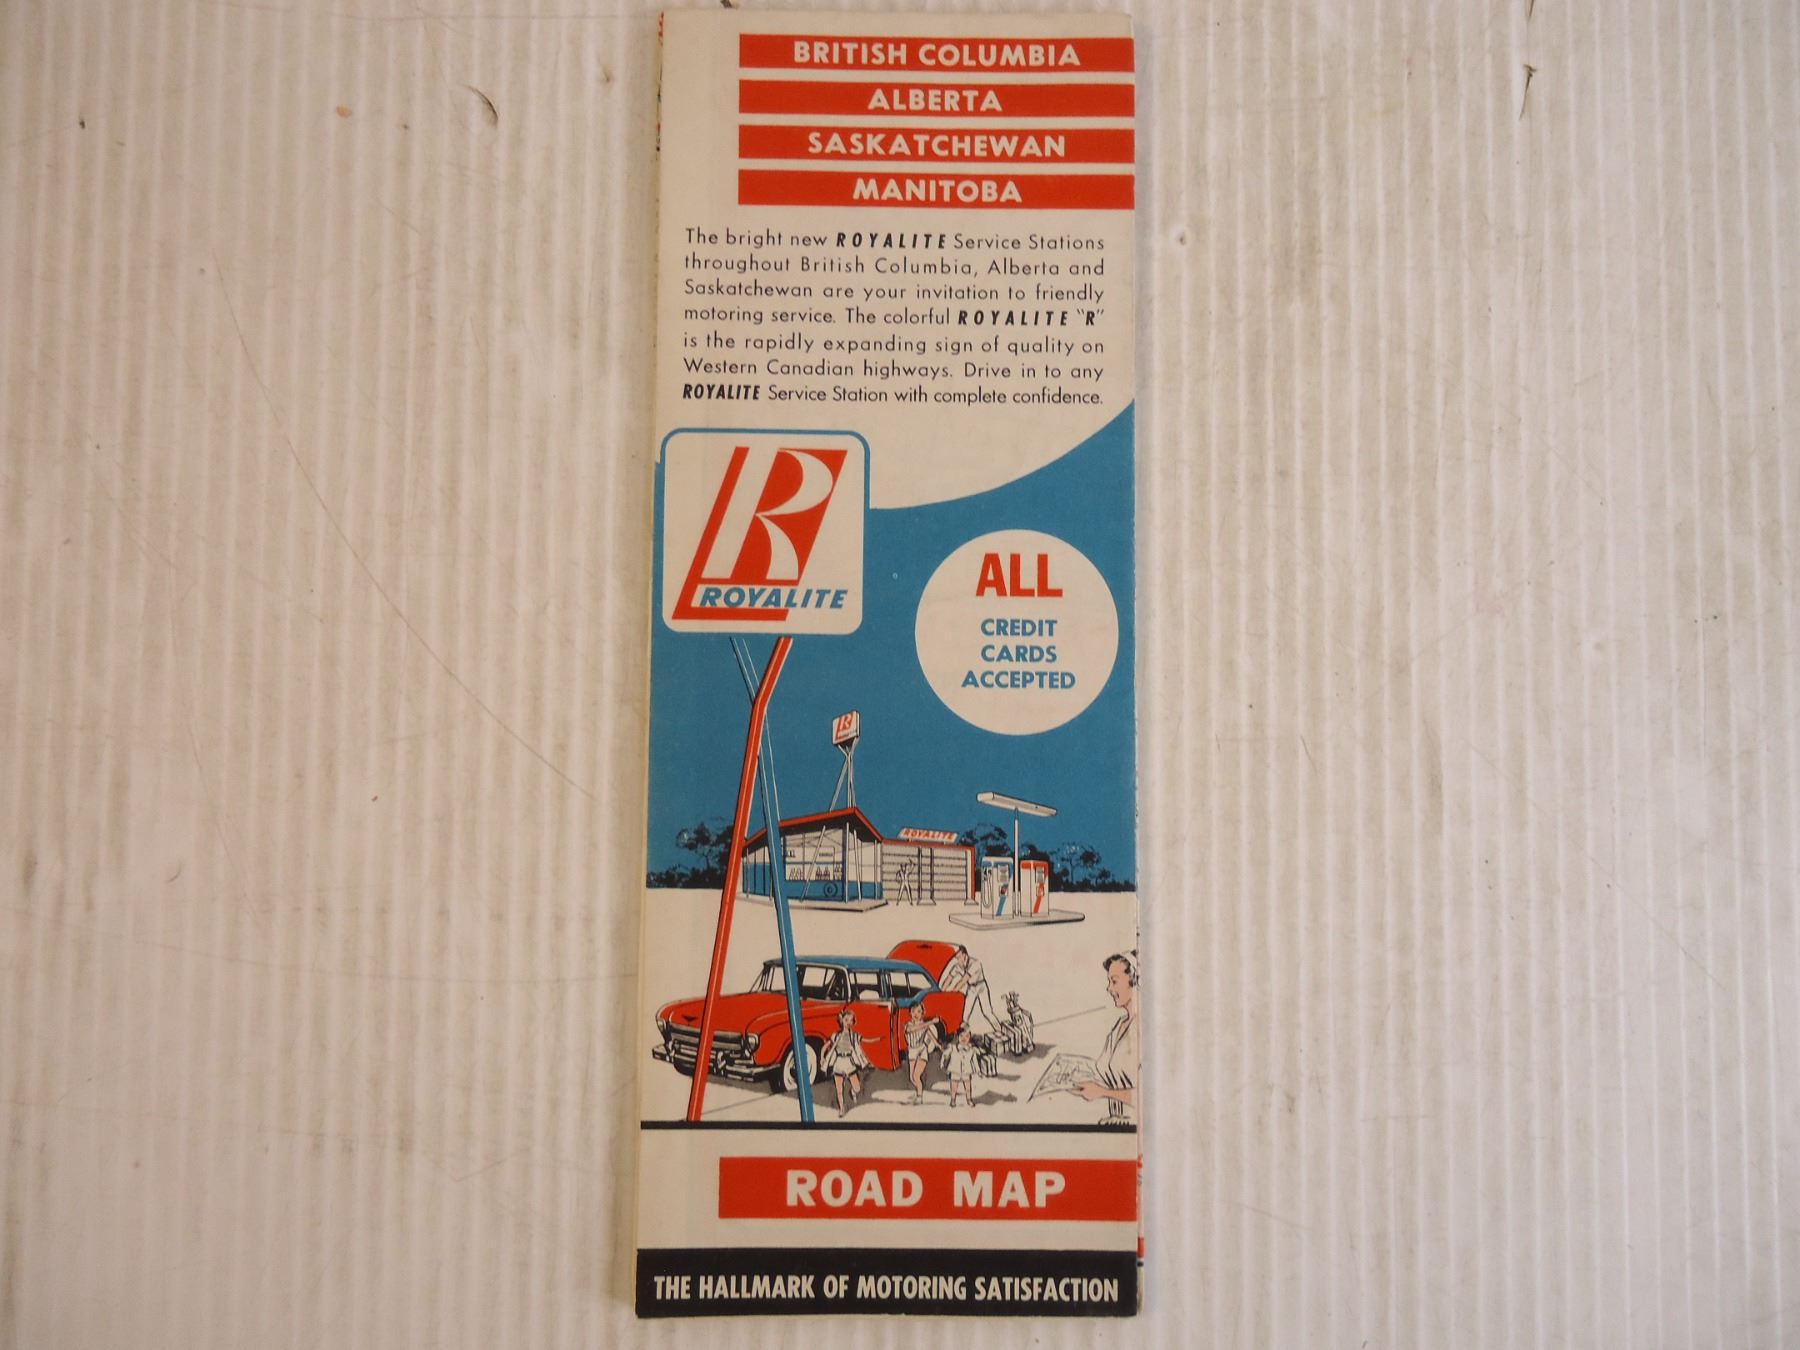 BRITISH COLUMBIA
ALBERTA
SASKATCHEWAN
MANITOBA
The bright new ROYALITE Service Stations
throughout British Columbia, Alberta and
Saskatchewan are your invitation to friendly
motoring service. The colorful ROYALITE "R"
is the rapidly expanding sign of quality on
Western Canadian highways. Drive in to any
ROYALITE Service Station with complete confidence.
R
ROYALITE
ALL
CREDIT
CARDS
ACCEPTED
R
ROYALITE
ROAD MAP
THE HALLMARK OF MOTORING SATISFACTION